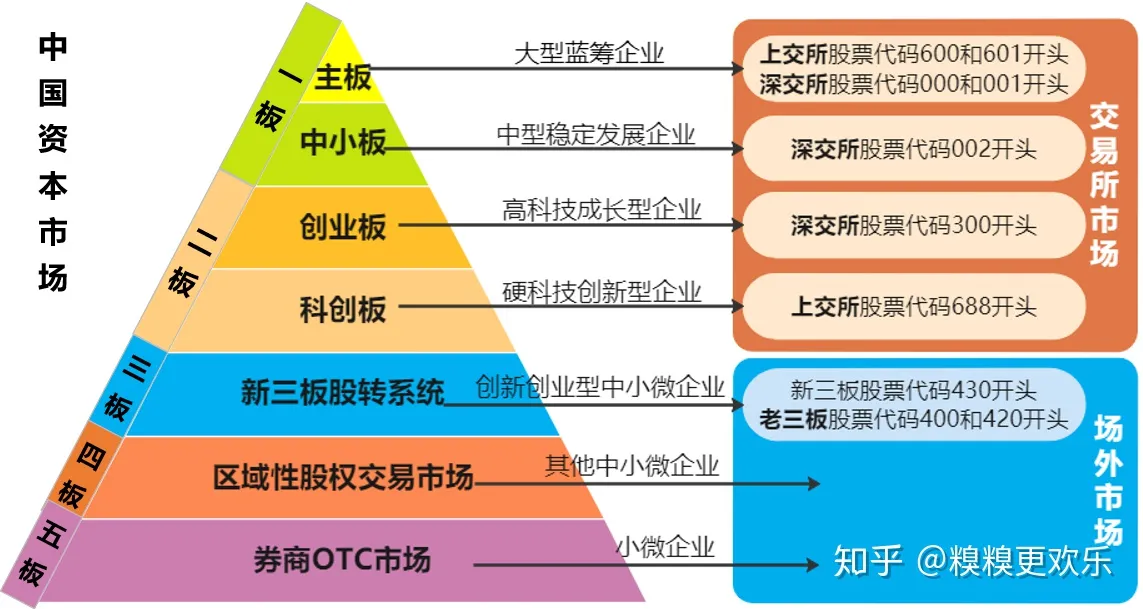 中国资本市场
一板
主板
大型蓝筹企业
上交所股票代码600和601开头
深交所股票代码000和001开头
中小板
中型稳定发展企业
深交所股票代码002开头
二板
创业板
高科技成长型企业
深交所股票代码300开头
科创板
硬科技创新型企业
上交所股票代码688开头
交易所市场
三板
新三板股转系统
创新创业型中小微企业
新三板股票代码430开头
老三板股票代码400和420开头
四板
区域性股权交易市场
其他中小微企业
五板
券商OTC市场
小微企业
场外市场
知乎 @糗糗更欢乐